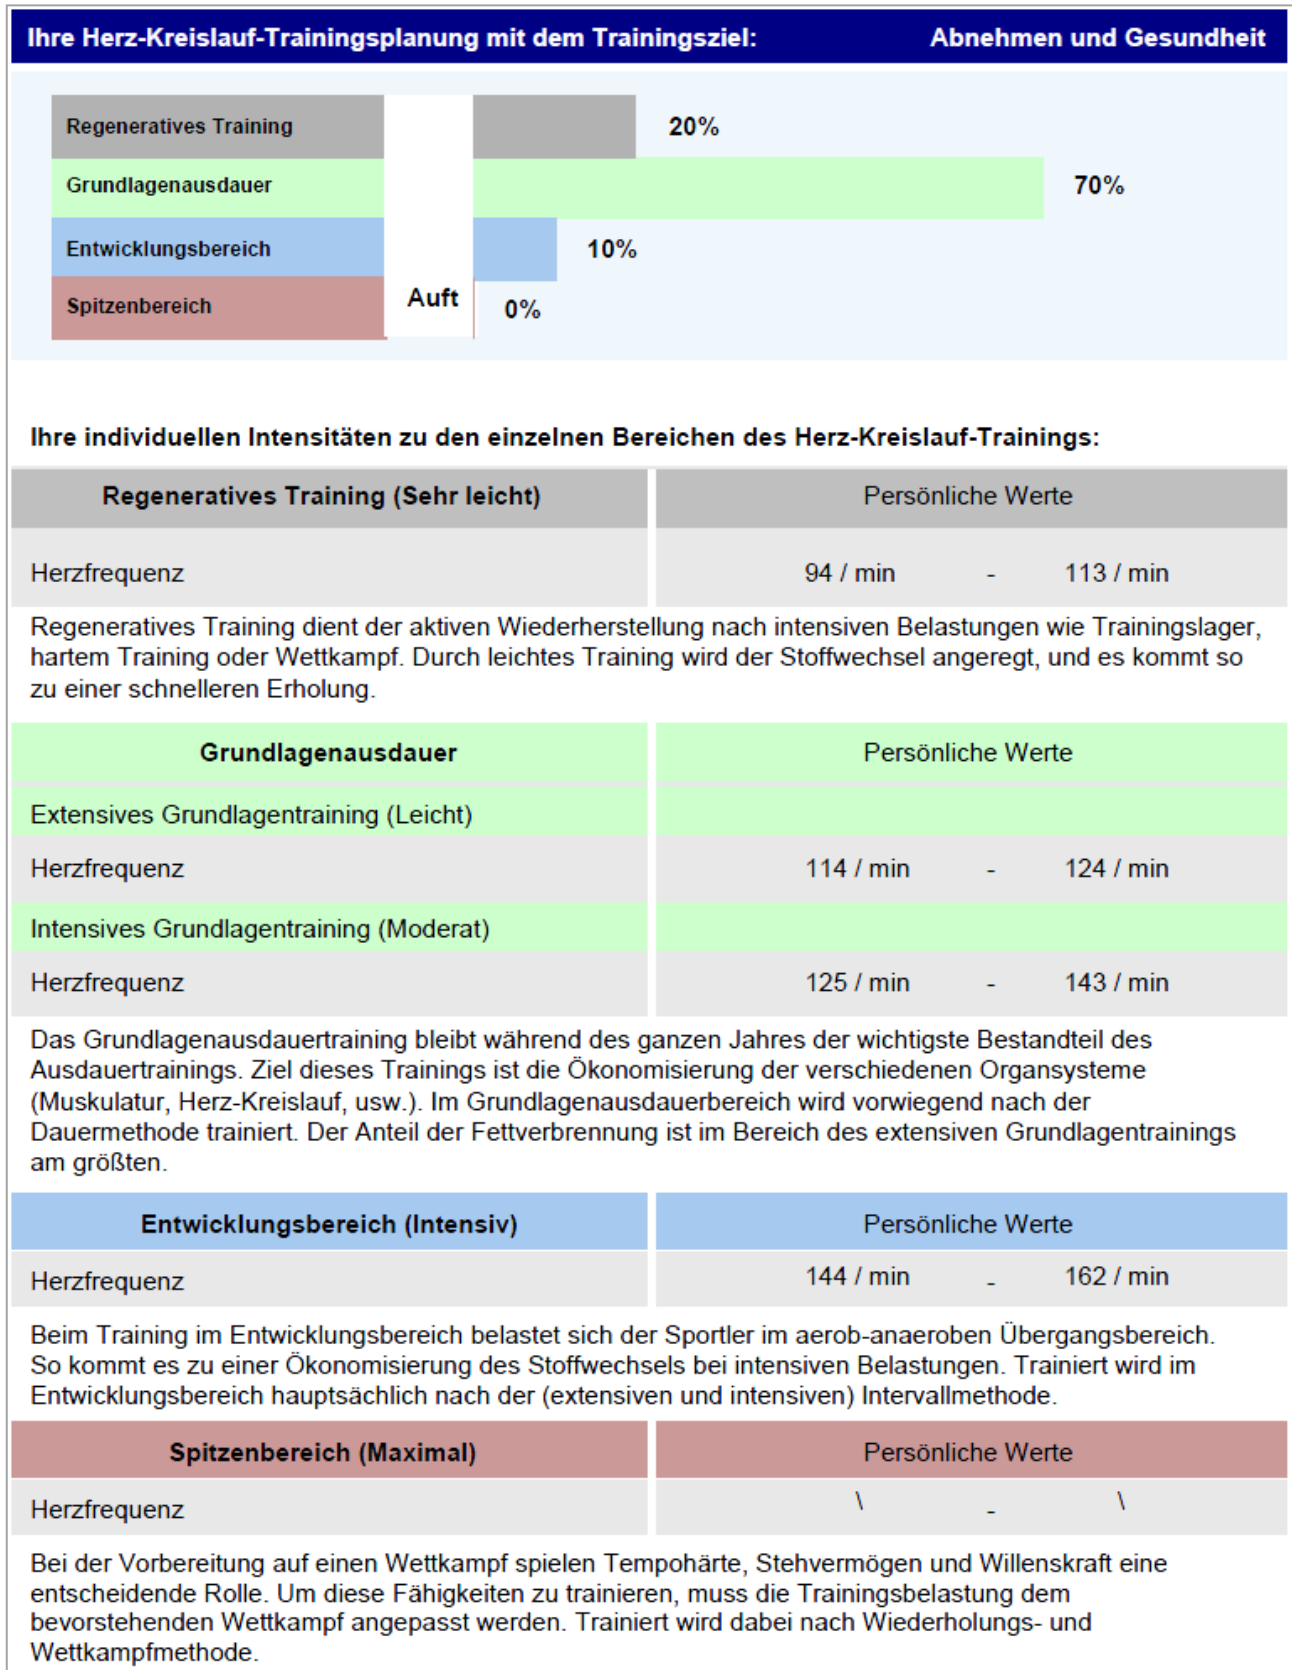 Ihre Herz-Kreislauf-Trainingsplanung mit dem Trainingsziel: Abnehmen und Gesundheit
Regeneratives Training 20%
Grundlagenausdauer 70%
Entwicklungsbereich 10%
Spitzenbereich Auft 0%
Ihre individuellen Intensitäten zu den einzelnen Bereichen des Herz-Kreislauf-Trainings:
Regeneratives Training (Sehr leicht) Persönliche Werte
Herzfrequenz 94 / min - 113 / min
Regeneratives Training dient der aktiven Wiederherstellung nach intensiven Belastungen wie Trainingslager,
hartem Training oder Wettkampf. Durch leichtes Training wird der Stoffwechsel angeregt, und es kommt so
zu einer schnelleren Erholung.
Grundlagenausdauer Persönliche Werte
Extensives Grundlagentraining (Leicht)
Herzfrequenz 114 / min - 124 / min
Intensives Grundlagentraining (Moderat)
Herzfrequenz 125 / min - 143 / min
Das Grundlagenausdauertraining bleibt während des ganzen Jahres der wichtigste Bestandteil des
Ausdauertrainings. Ziel dieses Trainings ist die Ökonomisierung der verschiedenen Organsysteme
(Muskulatur, Herz-Kreislauf, usw.). Im Grundlagenausdauerbereich wird vorwiegend nach der
Dauermethode trainiert. Der Anteil der Fettverbrennung ist im Bereich des extensiven Grundlagentrainings
am größten.
Entwicklungsbereich (Intensiv) Persönliche Werte
Herzfrequenz 144 / min - 162 / min
Beim Training im Entwicklungsbereich belastet sich der Sportler im aerob-anaeroben Übergangsbereich.
So kommt es zu einer Ökonomisierung des Stoffwechsels bei intensiven Belastungen. Trainiert wird im
Entwicklungsbereich hauptsächlich nach der (extensiven und intensiven) Intervallmethode.
Spitzenbereich (Maximal) Persönliche Werte
Herzfrequenz \ - \
Bei der Vorbereitung auf einen Wettkampf spielen Tempohärte, Stehvermögen und Willenskraft eine
entscheidende Rolle. Um diese Fähigkeiten zu trainieren, muss die Trainingsbelastung dem
bevorstehenden Wettkampf angepasst werden. Trainiert wird dabei nach Wiederholungs- und
Wettkampfmethode.